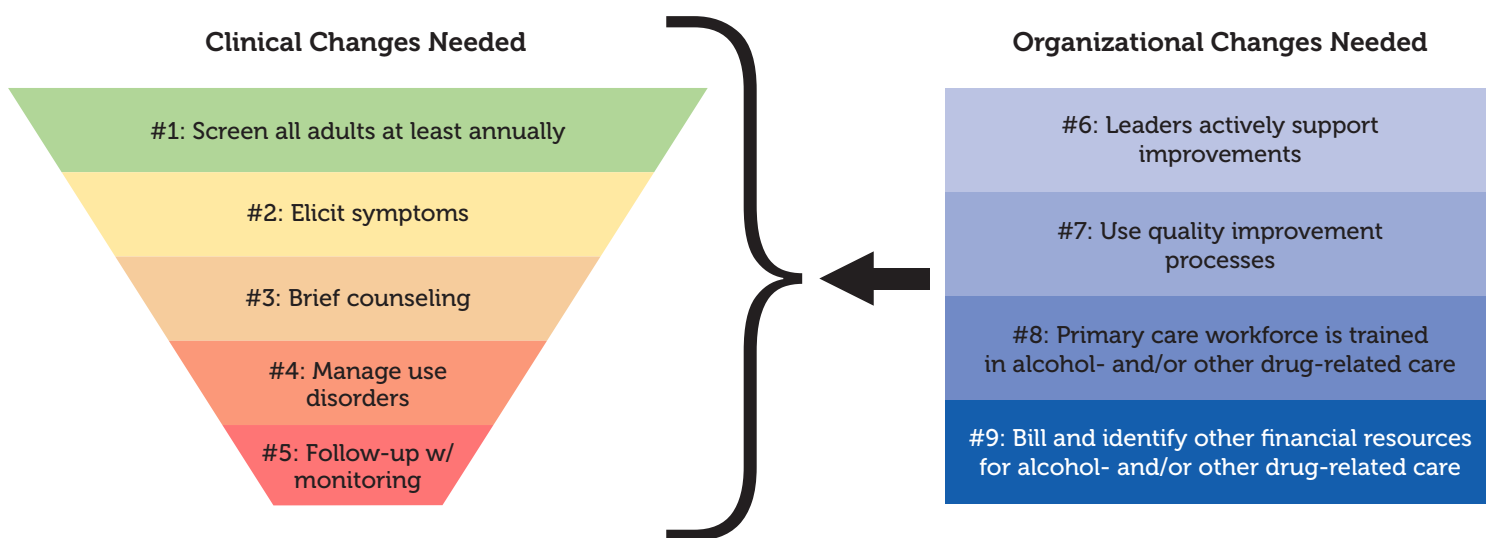 Clinical Changes Needed
#1: Screen all adults at least annually
#2: Elicit symptoms
#3: Brief counseling
#4: Manage use
disorders
#5: Follow-up w/
monitoring
Organizational Changes Needed
#6: Leaders actively support
improvements
#7: Use quality improvement
processes
#8: Primary care workforce is trained
in alcohol- and/or other drug-related care
#9: Bill and identify other financial resources
for alcohol- and/or other drug-related care